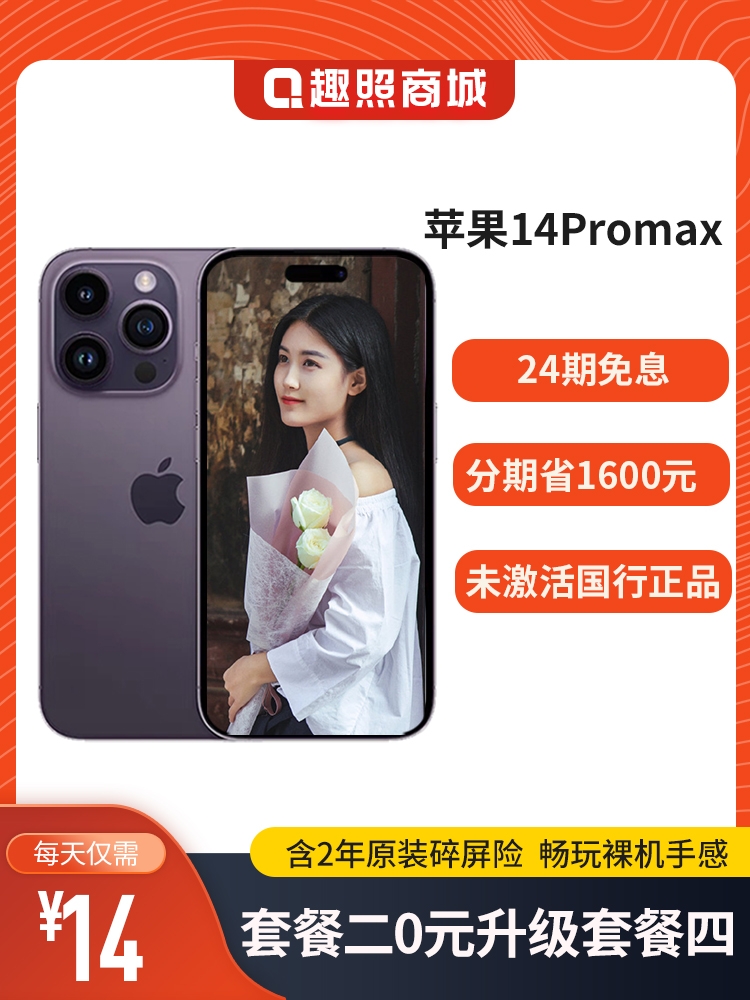 趣照商城
苹果14Promax
24期免息
分期省1600元
未激活国行正品
每天仅需
¥14
含2年原装碎屏险 畅玩裸机手感
套餐二0元升级套餐四